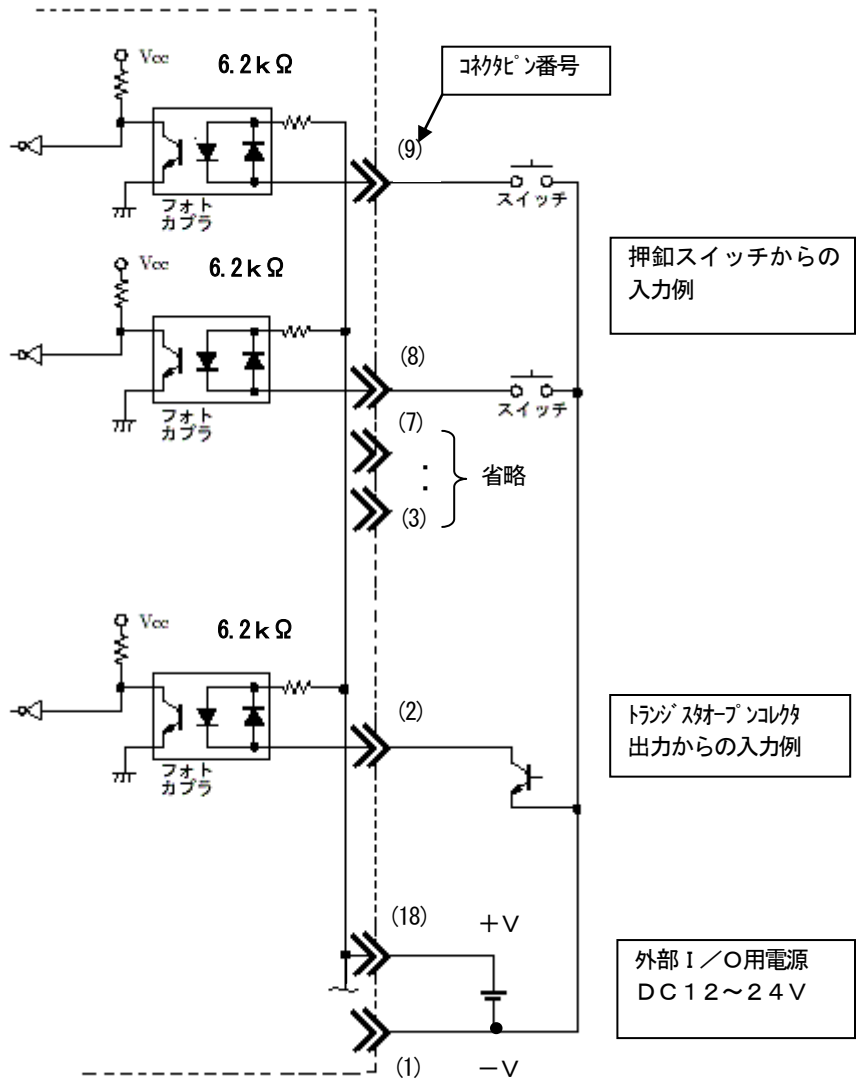 Vcc
6.2kΩ
コネクタピン番号
(9)
スイッチ
フォト
カプラ
押釦スイッチからの
入力例
Vcc
6.2kΩ
(8)
スイッチ
フォト
カプラ
(7)
:
省略
(3)
Vcc
6.2kΩ
(2)
フォト
カプラ
トランジスタオープンコレクタ
出力からの入力例
(18)
+V
外部I/O用電源
DC12~24V
(1)
-V